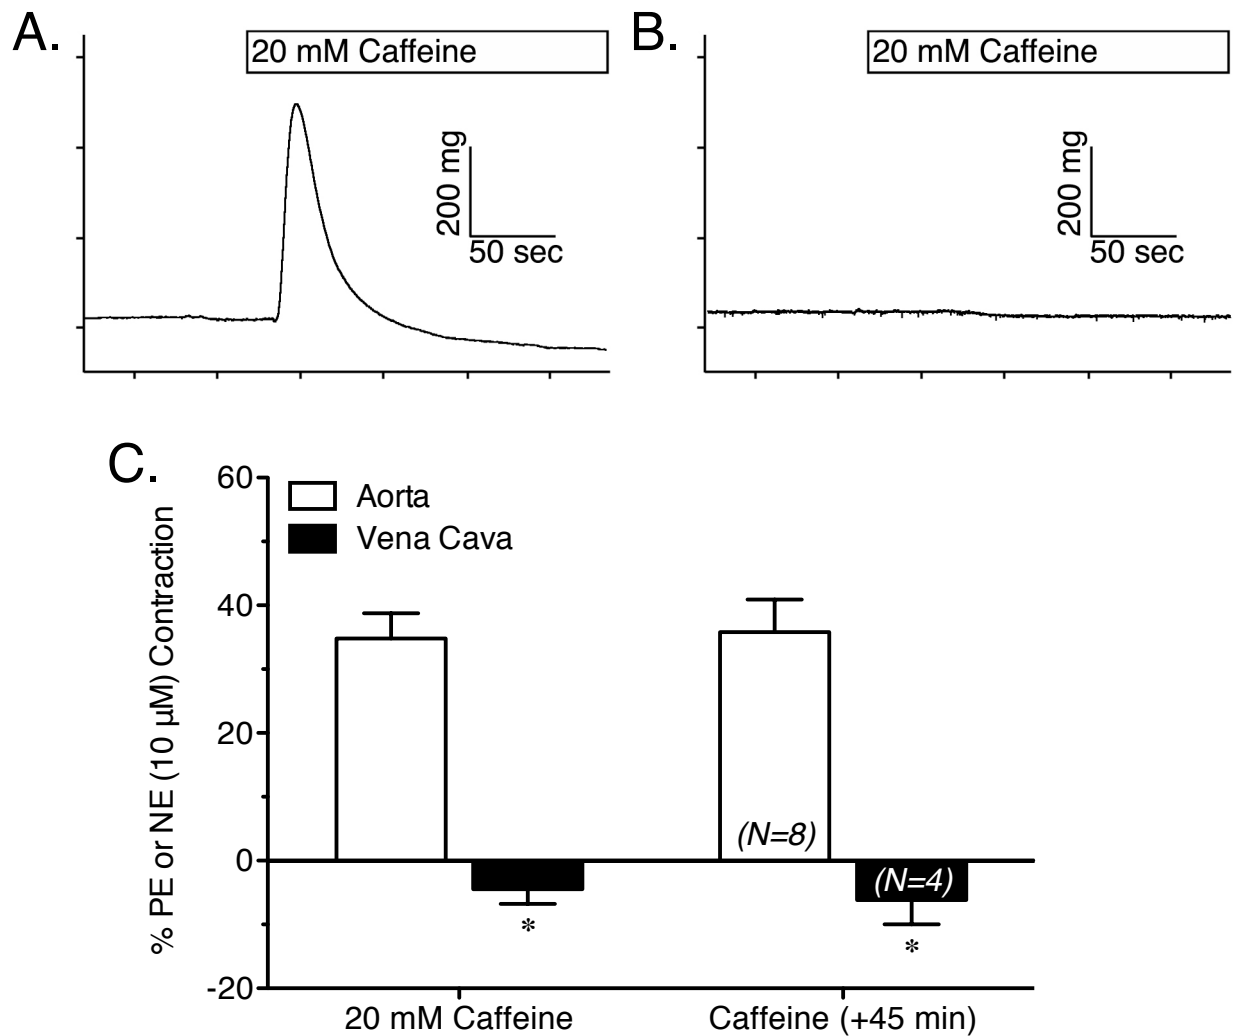 A.
20 mM Caffeine
200 mg
50 sec
B.
20 mM Caffeine
200 mg
50 sec
C.
% PE or NE (10 µM) Contraction
60
40
20
0
-20
Aorta
Vena Cava
(N=8)
(N=4)
*
*
20 mM Caffeine
Caffeine (+45 min)